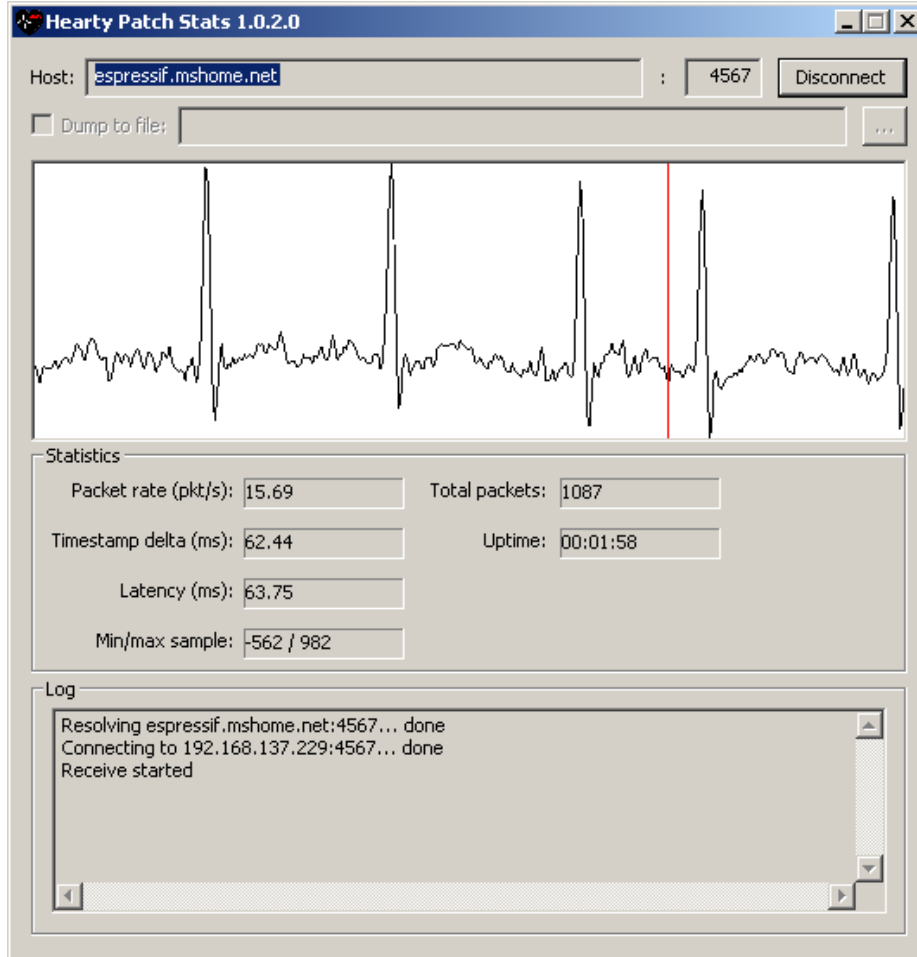 Hearty Patch Stats 1.0.2.0
Host: espressif.mshome.net : 4567 Disconnect
Dump to file: ...
Statistics
Packet rate (pkt/s): 15.69 Total packets: 1087
Timestamp delta (ms): 62.44 Uptime: 00:01:58
Latency (ms): 63.75
Min/max sample: -562 / 982
Log
Resolving espressif.mshome.net:4567... done
Connecting to 192.168.137.229:4567... done
Receive started